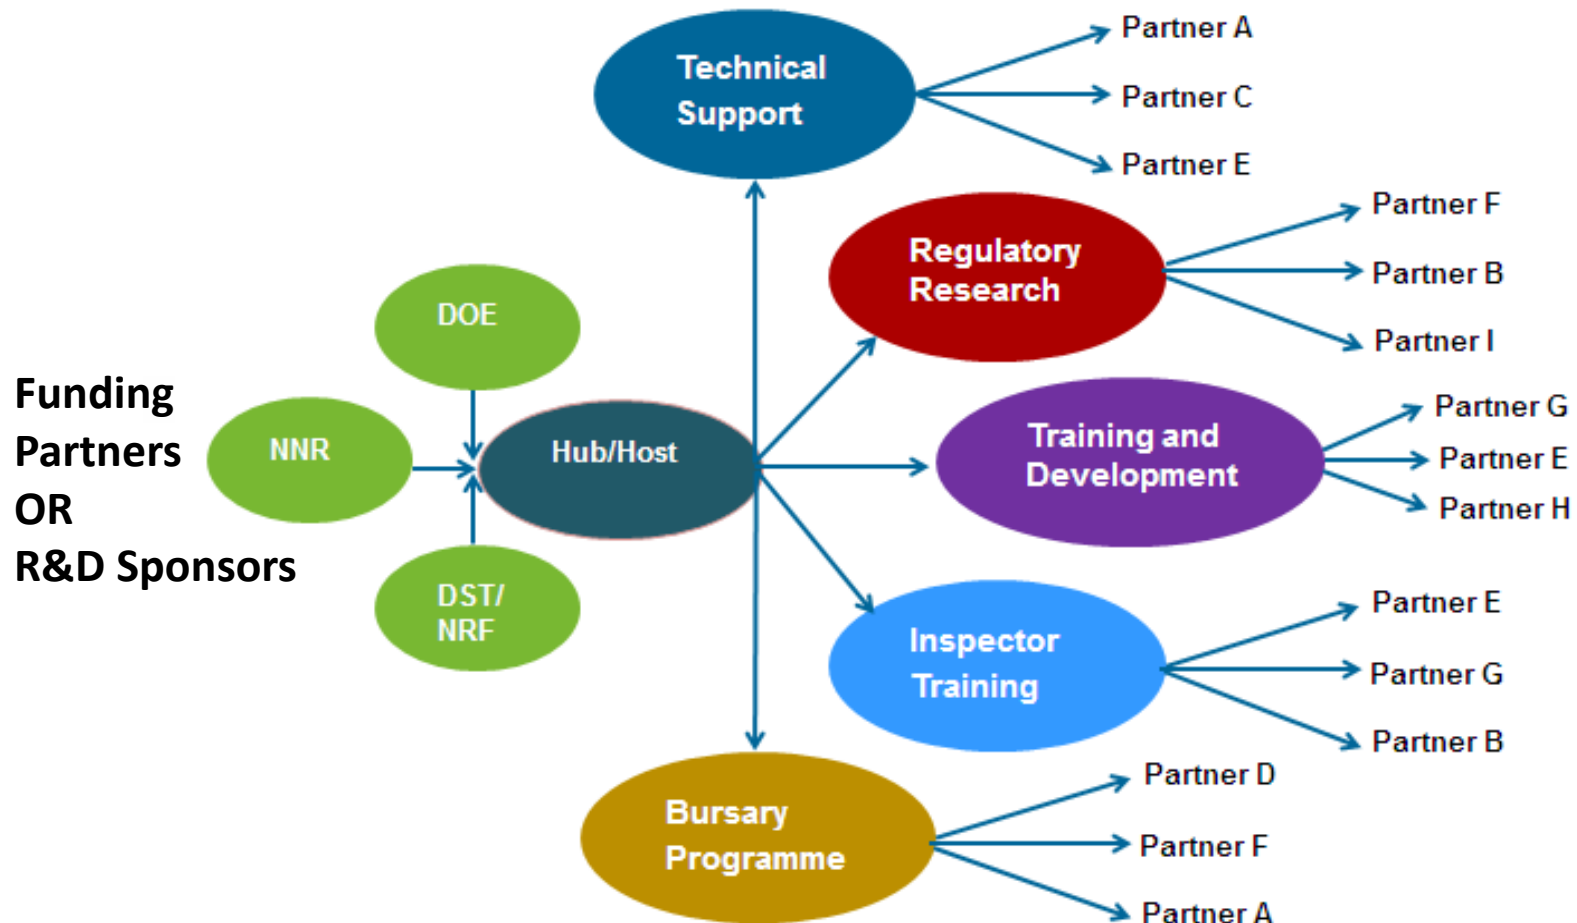 Funding
Partners
OR
R&D Sponsors
DOE
NNR
DST/
NRF
Hub/Host
Technical
Support
Partner A
Partner C
Partner E
Regulatory
Research
Partner F
Partner B
Partner I
Training and
Development
Partner G
Partner E
Partner H
Inspector
Training
Partner E
Partner G
Partner B
Bursary
Programme
Partner D
Partner F
Partner A